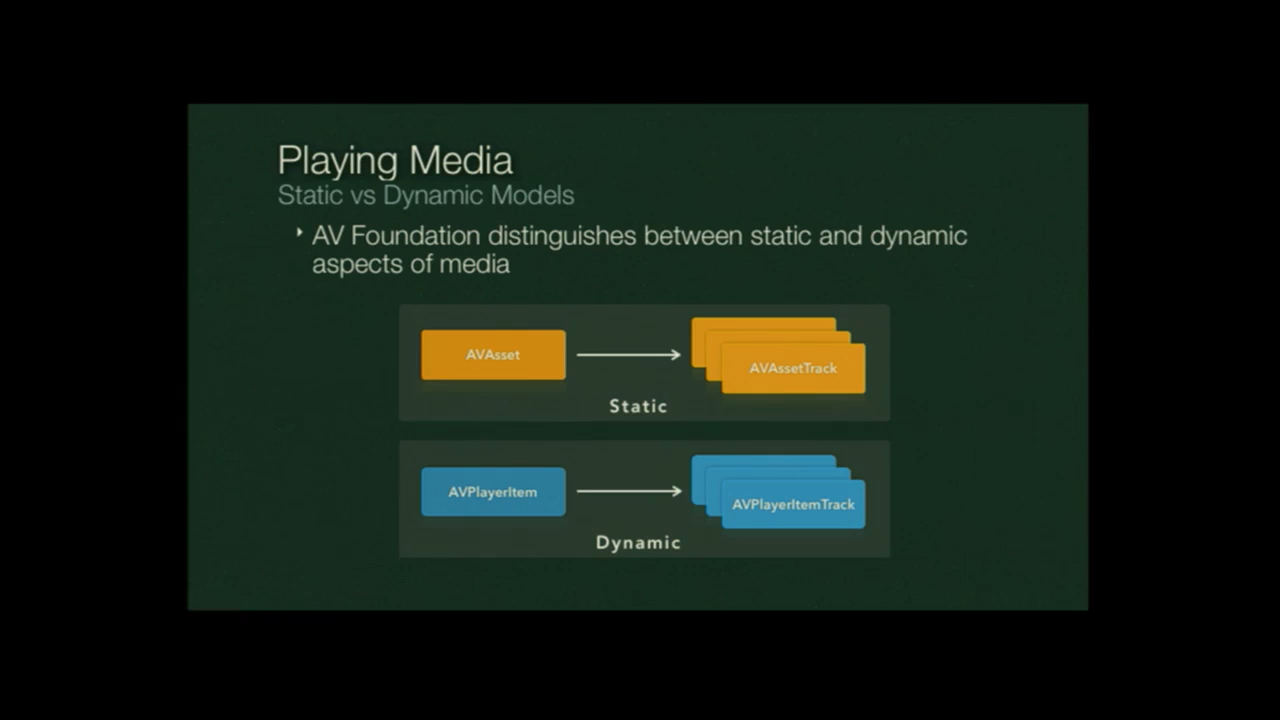 Playing Media
Static vs Dynamic Models
‣ AV Foundation distinguishes between static and dynamic
aspects of media
AVAsset
AVAssetTrack
Static
AVPlayerItem
AVPlayerItemTrack
Dynamic